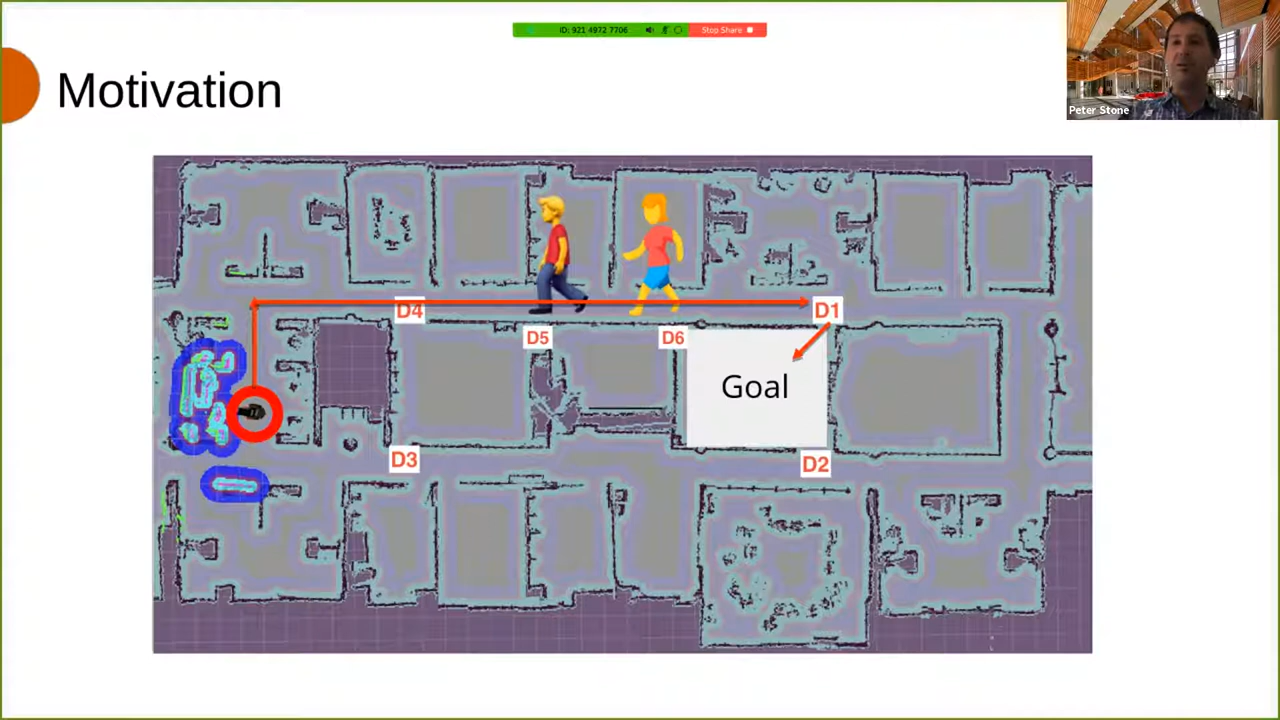 ID: 921 4972 7706
Stop Share
Peter Stone
Motivation
D4
D1
D5
D6
Goal
D3
D2